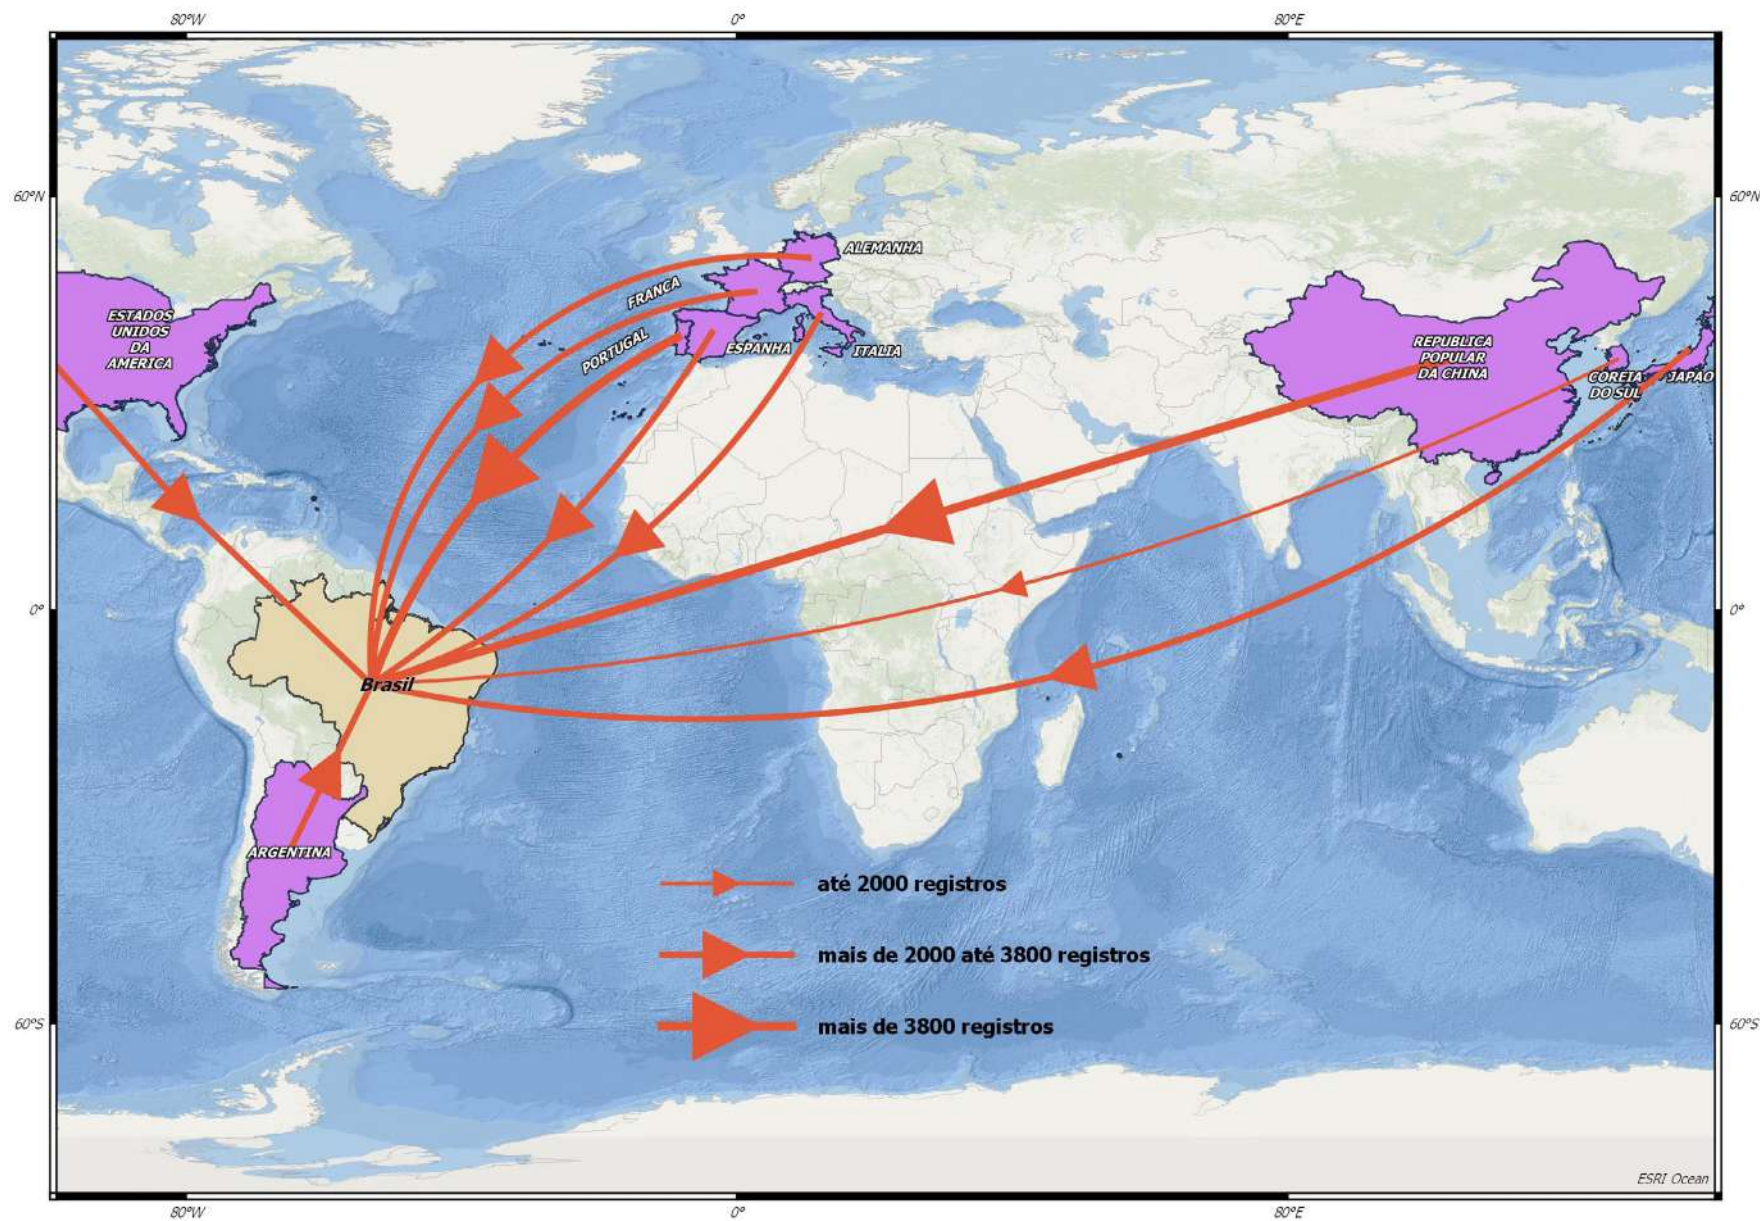 80°W
0°
80°E
60°N
60°N
ALEMANHA
FRANCA
ESTADOS
UNIDOS
DA
AMERICA
PORTUGAL
ESPANHA
ITALIA
REPUBLICA
POPULAR
DA CHINA
COREIA
DO SUL
JAPAO
0°
0°
Brasil
ARGENTINA
até 2000 registros
mais de 2000 até 3800 registros
mais de 3800 registros
60°S
60°S
ESRI Ocean
80°W
0°
80°E